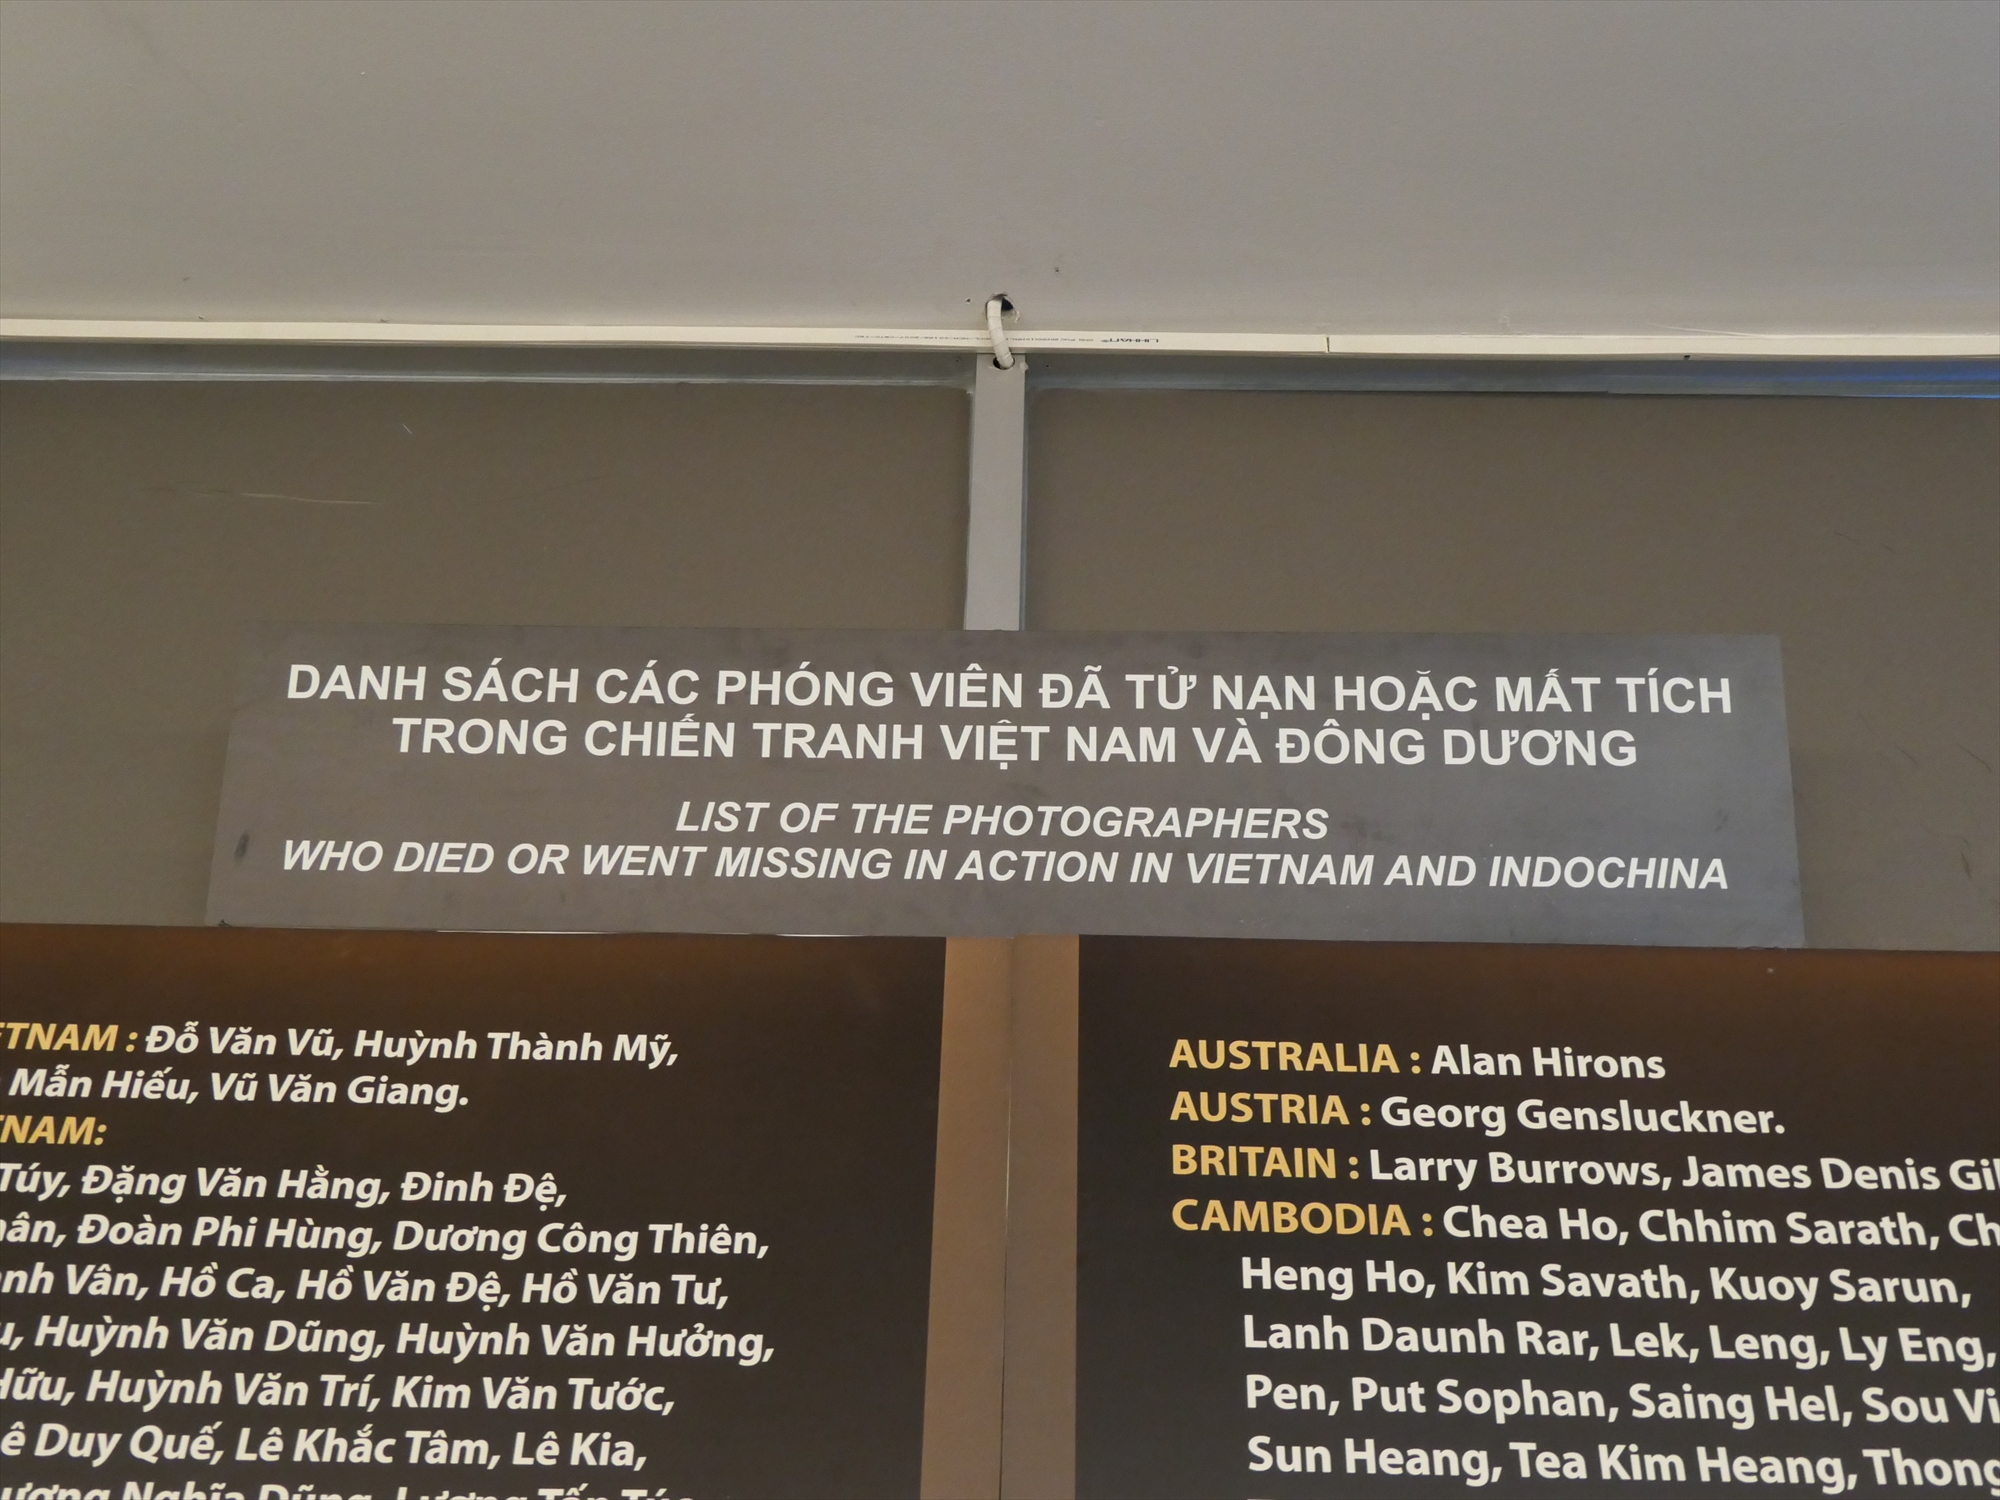 DANH SÁCH CÁC PHÓNG VIÊN ĐÃ TỬ NẠN HOẶC MẤT TÍCH
TRONG CHIẾN TRANH VIỆT NAM VÀ ĐÔNG DƯƠNG
LIST OF THE PHOTOGRAPHERS
WHO DIED OR WENT MISSING IN ACTION IN VIETNAM AND INDOCHINA
: Đỗ Văn Vũ, Huỳnh Thành Mỹ,
Mẫn Hiếu, Vũ Văn Giang.
Túy, Đặng Văn Hằng, Đinh Đệ,
Đoàn Phi Hùng, Dương Công Thiên,
Vân, Hồ Ca, Hồ Văn Đệ, Hồ Văn Tư,
Huỳnh Văn Dũng, Huỳnh Văn Hưởng,
Hữu, Huỳnh Văn Trí, Kim Văn Tước,
Duy Quế, Lê Khắc Tâm, Lê Kia,
AUSTRALIA : Alan Hirons
AUSTRIA : Georg Gensluckner.
BRITAIN : Larry Burrows, James Denis
CAMBODIA : Chea Ho, Chhim Sarath,
Heng Ho, Kim Savath, Kuoy Sarun,
Lanh Daunh Rar, Lek, Leng, Ly Eng,
Pen, Put Sophan, Saing Hel, Sou
Sun Heang, Tea Kim Heang,